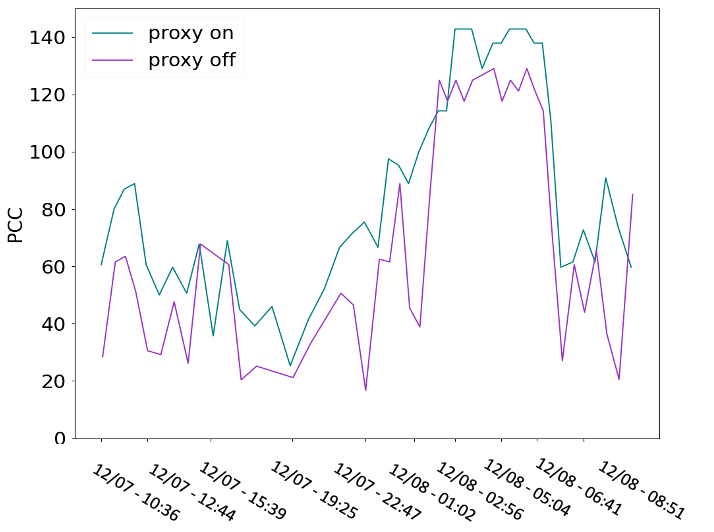 140
120
100
80
60
40
20
0
PCC
proxy on
proxy off
12/07 - 10:36
12/07 - 12:44
12/07 - 15:39
12/07 - 19:25
12/07 - 22:47
12/08 - 01:02
12/08 - 02:56
12/08 - 05:04
12/08 - 06:41
12/08 - 08:51